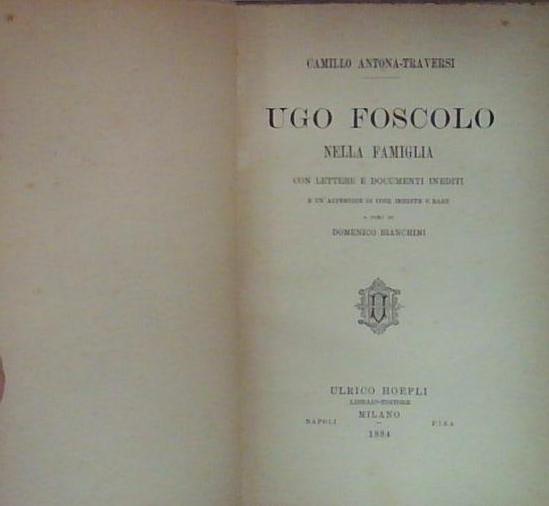 CAMILLO ANTONA-TRAVERSI
UGO FOSCOLO
NELLA FAMIGLIA
CON LETTERE E DOCUMENTI INEDITI
E UN'APPENDICE DI COSE INEDITE O RARE
A CURA DI
DOMENICO BIANCHINI
ULRICO HOEPLI
LIBRAIO-EDITORE
NAPOLI MILANO PISA
1884